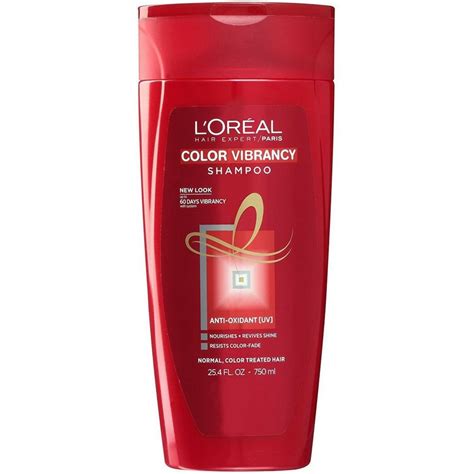 L'ORÉAL
HAIR EXPERT/PARIS
COLOR VIBRANCY
SHAMPOO
NEW LOOK
60 DAYS VIBRANCY
ANTI-OXIDANT [UV]
NOURISHES + REVIVES SHINE
RESISTS COLOR-FADE
NORMAL, COLOR TREATED HAIR
25.4 FL. OZ - 750 ml